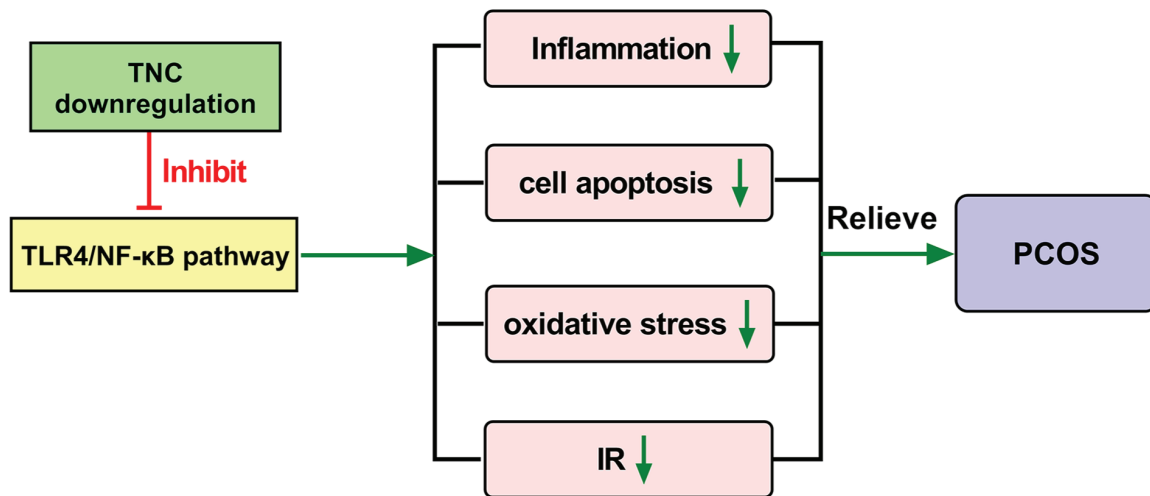 TNC
downregulation
Inhibit
TLR4/NF-κB pathway
Inflammation
cell apoptosis
oxidative stress
IR
Relieve
PCOS